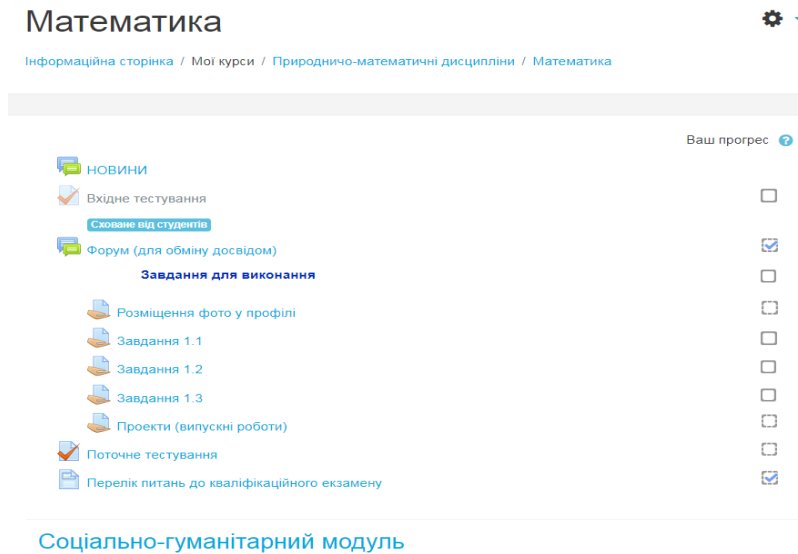 Математика
Інформаційна сторінка / Мої курси / Природничо-математичні дисципліни / Математика
Ваш прогрес
НОВИНИ
Вхідне тестування
Сховане від студентів
Форум (для обміну досвідом)
Завдання для виконання
Розміщення фото у профілі
Завдання 1.1
Завдання 1.2
Завдання 1.3
Проекти (випускні роботи)
Поточне тестування
Перелік питань до кваліфікаційного екзамену
Соціально-гуманітарний модуль